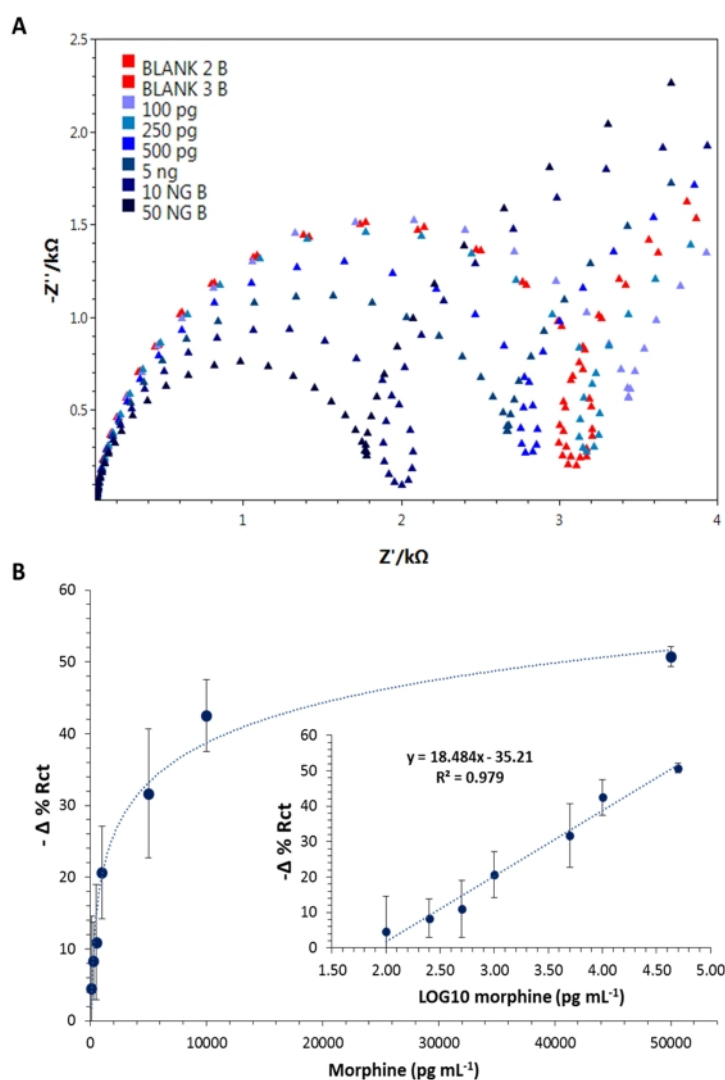 A
2.5
2.0
1.5
1.0
0.5
-Z''/kΩ
BLANK 2 B
BLANK 3 B
100 pg
250 pg
500 pg
5 ng
10 NG B
50 NG B
1
2
3
4
Z'/kΩ
B
60
50
40
30
20
10
0
- Δ % Rct
y = 18.484x - 35.21
R² = 0.979
60
50
40
30
20
10
0
-Δ % Rct
1.50 2.00 2.50 3.00 3.50 4.00 4.50 5.00
LOG10 morphine (pg mL⁻¹)
0 10000 20000 30000 40000 50000
Morphine (pg mL⁻¹)